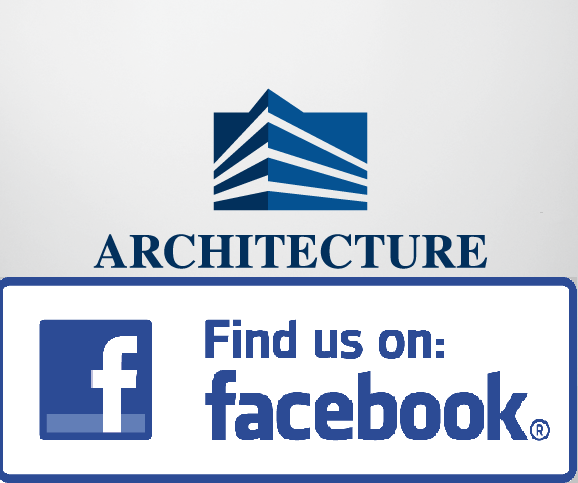 ARCHITECTURE
f
Find us on:
facebook®